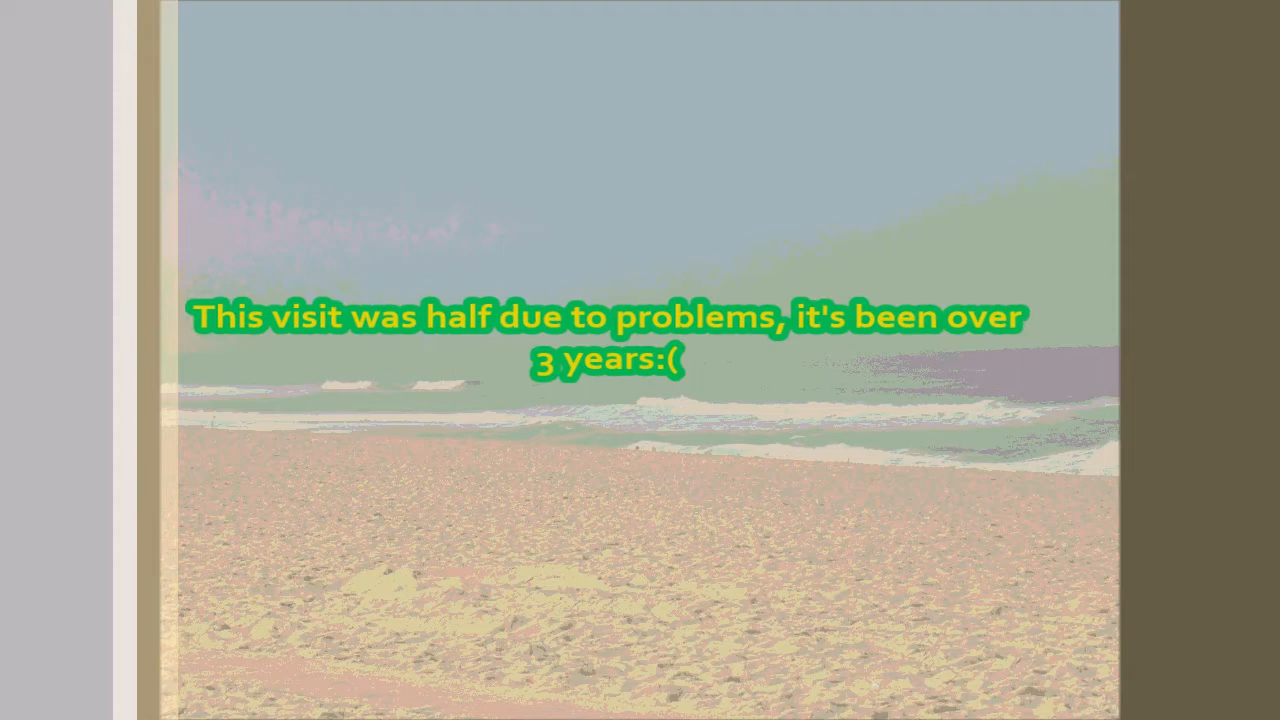 This visit was half due to problems, it's been over
3 years:(